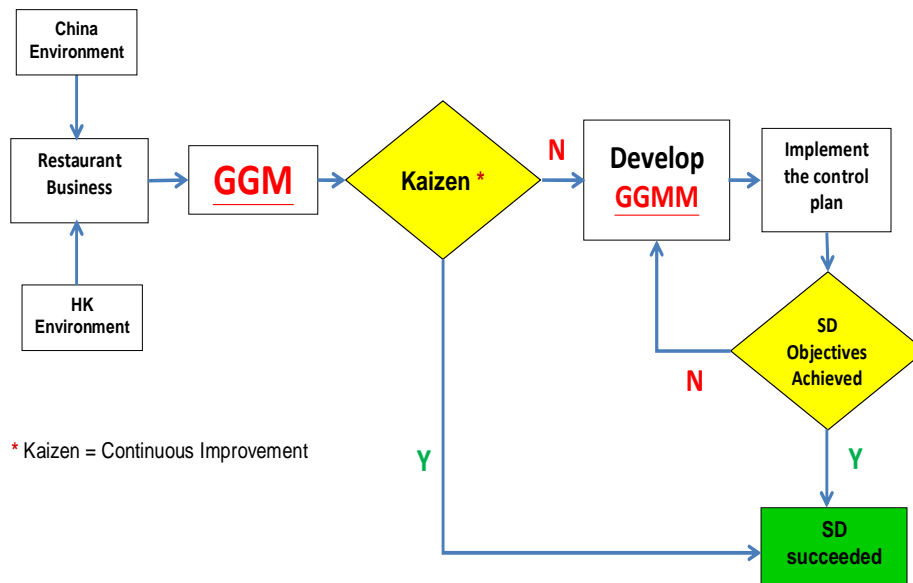 China
Environment
Restaurant
Business
HK
Environment
GGM
Kaizen *
N
Develop
GGMM
Implement
the control
plan
SD
Objectives
Achieved
N
Y
Y
SD
succeeded
* Kaizen = Continuous Improvement